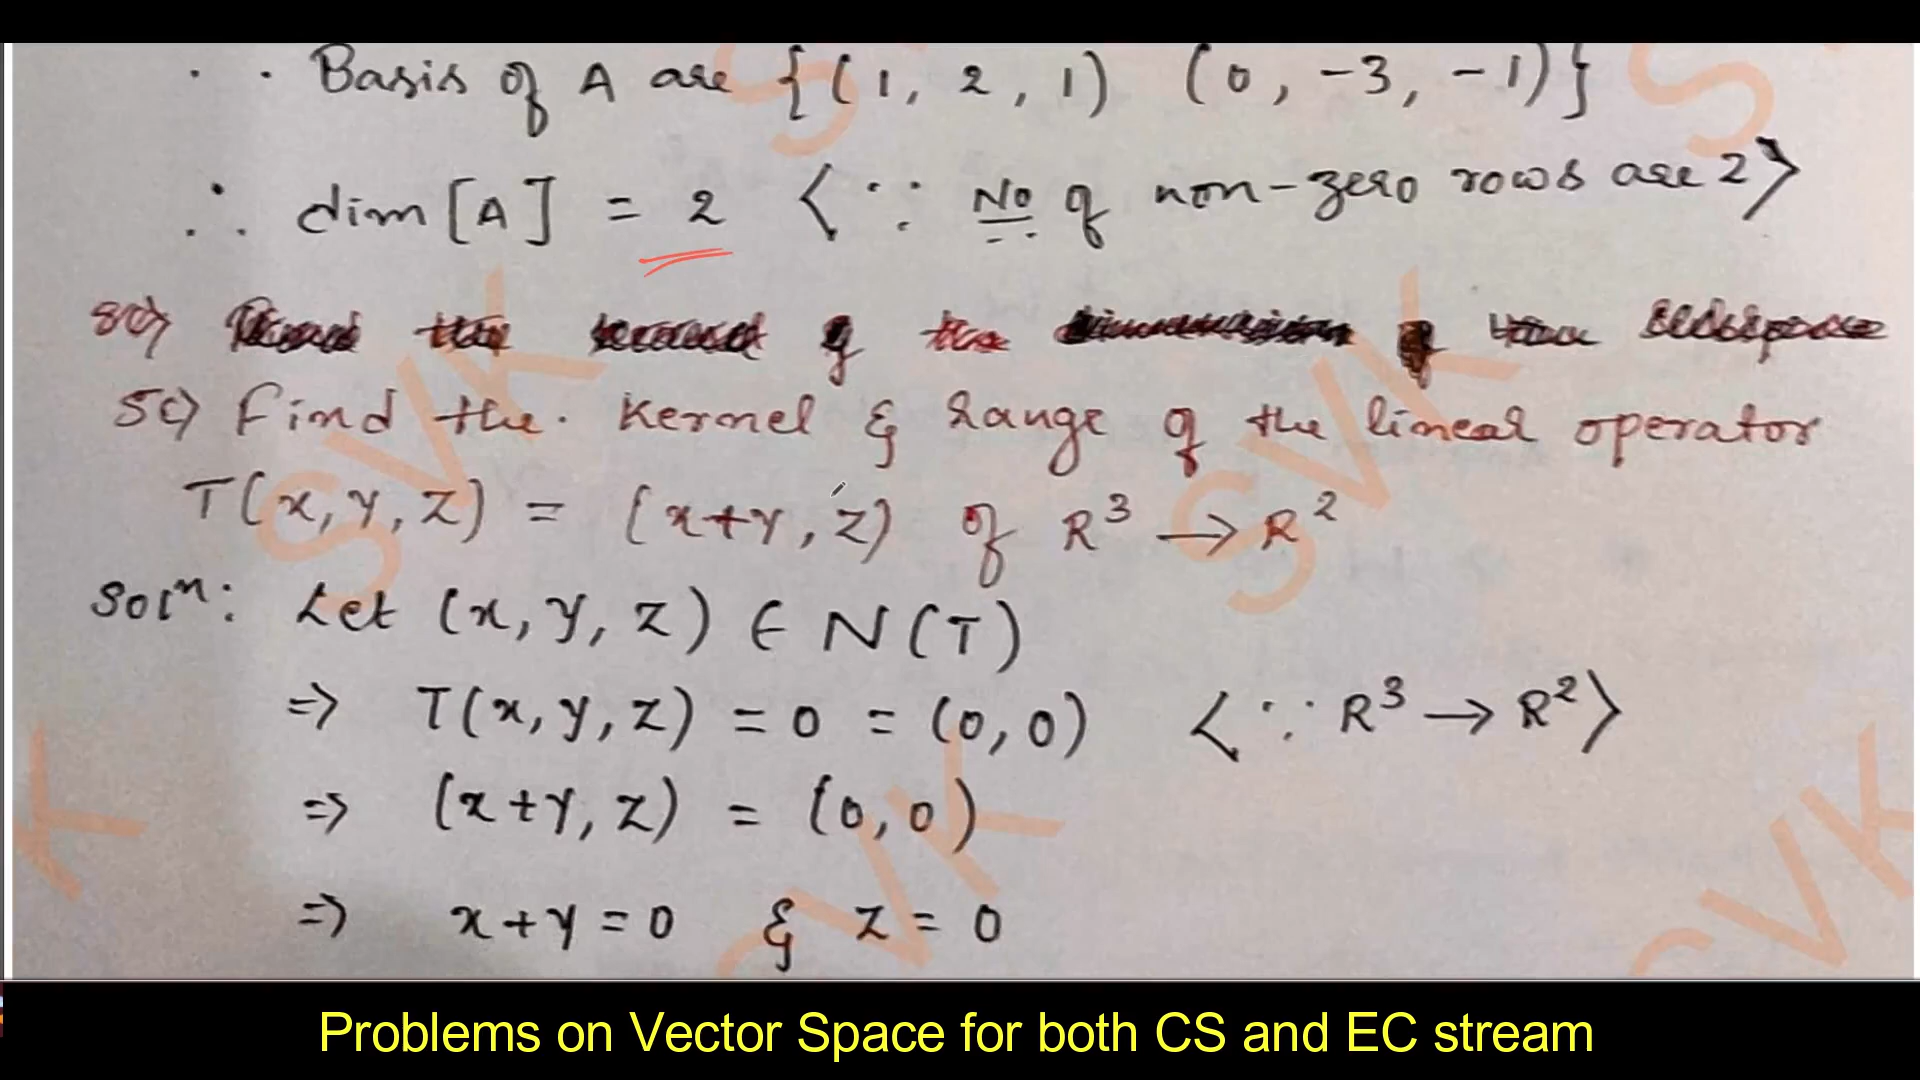 ∴ Basis of A are {(1, 2, 1) (0, -3, -1)}
∴ dim [A] = 2 〈∵ No of non-zero rows are 2〉
5c) Find the. Kernel & range of the linear operator
T(x, y, z) = (x+y, z) of R³ → R²
Solⁿ: Let (x, y, z) ∈ N(T)
⇒ T(x, y, z) = 0 = (0, 0) 〈∵ R³ → R²〉
⇒ (x+y, z) = (0, 0)
⇒ x+y = 0 & z = 0
SVK
Problems on Vector Space for both CS and EC stream